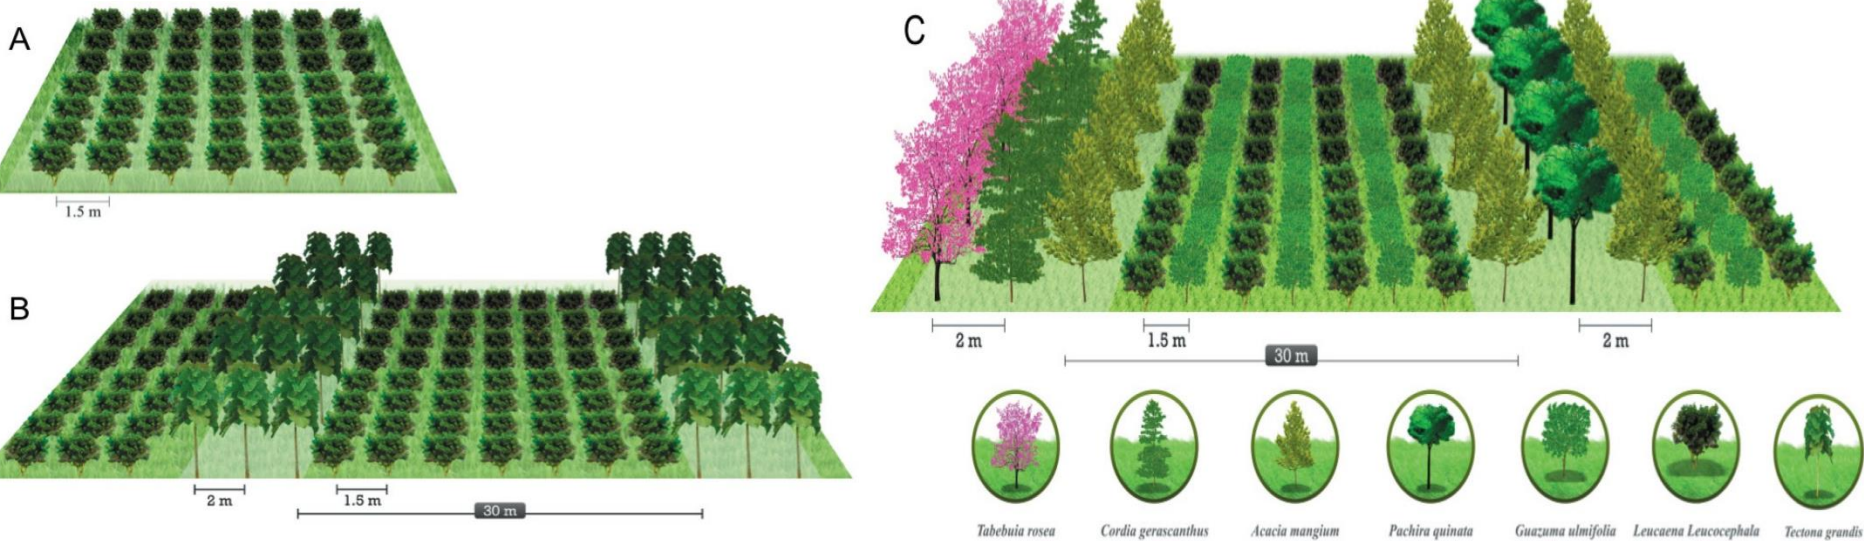 A
1.5 m
B
2 m
1.5 m
30 m
C
2 m
1.5 m
2 m
30 m
Tabebuia rosea
Cordia gerascanthus
Acacia mangium
Pachira quinata
Guazuma ulmifolia
Leucaena Leucocephala
Tectona grandis